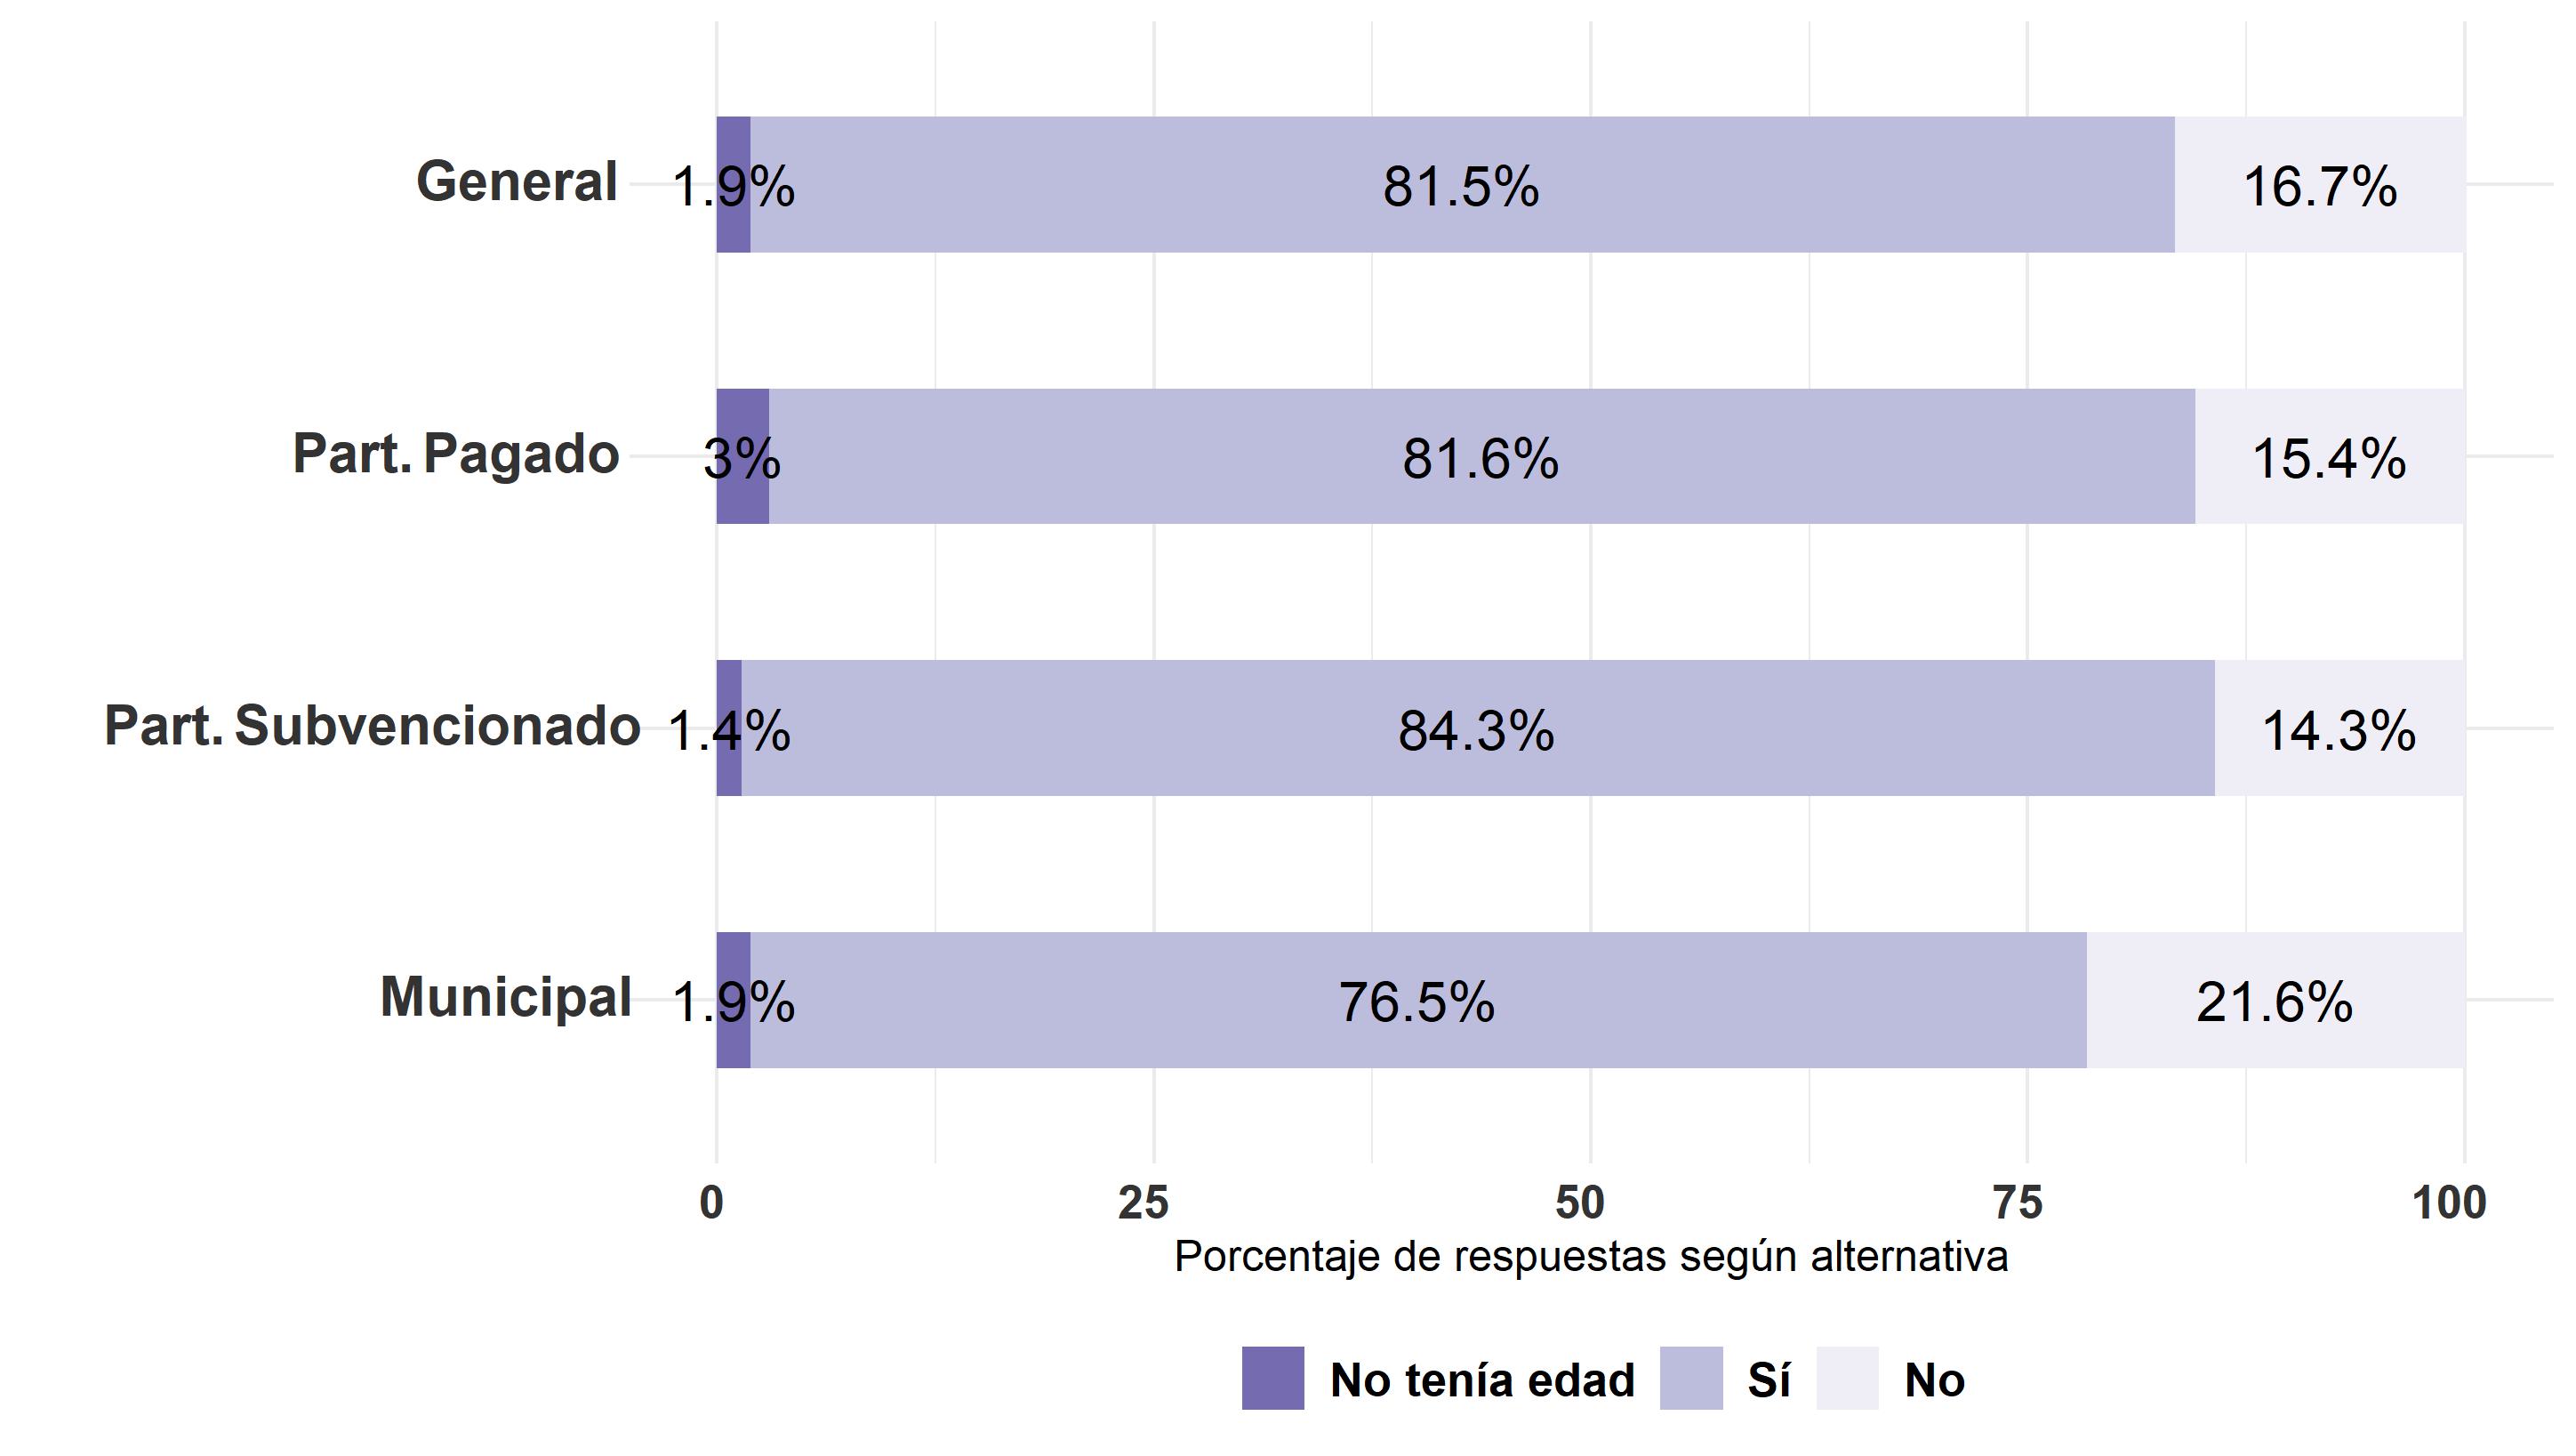 General 1.9% 81.5% 16.7%
Part. Pagado 3% 81.6% 15.4%
Part. Subvencionado 1.4% 84.3% 14.3%
Municipal 1.9% 76.5% 21.6%
0 25 50 75 100
Porcentaje de respuestas según alternativa
No tenía edad Sí No